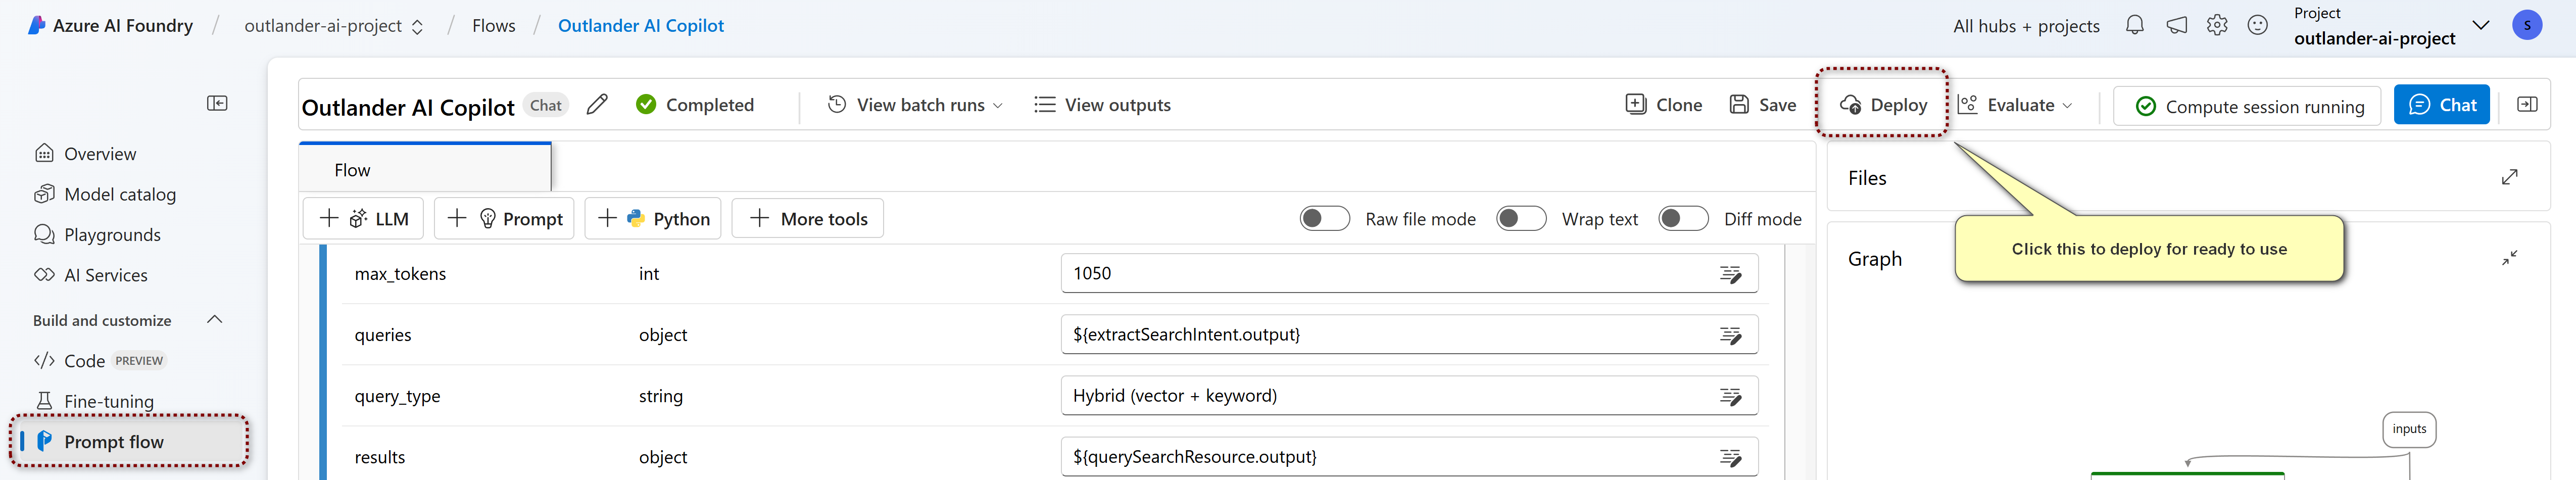 Azure AI Foundry / outlander-ai-project / Flows / Outlander AI Copilot
All hubs + projects
Project
outlander-ai-project
S
Outlander AI Copilot Chat Completed View batch runs View outputs Clone Save Deploy Evaluate Compute session running Chat
Overview
Model catalog
Playgrounds
AI Services
Build and customize
Code PREVIEW
Fine-tuning
Prompt flow
Flow
LLM Prompt Python More tools Raw file mode Wrap text Diff mode
max_tokens int 1050
queries object ${extractSearchIntent.output}
query_type string Hybrid (vector + keyword)
results object ${querySearchResource.output}
Files
Click this to deploy for ready to use
Graph
inputs